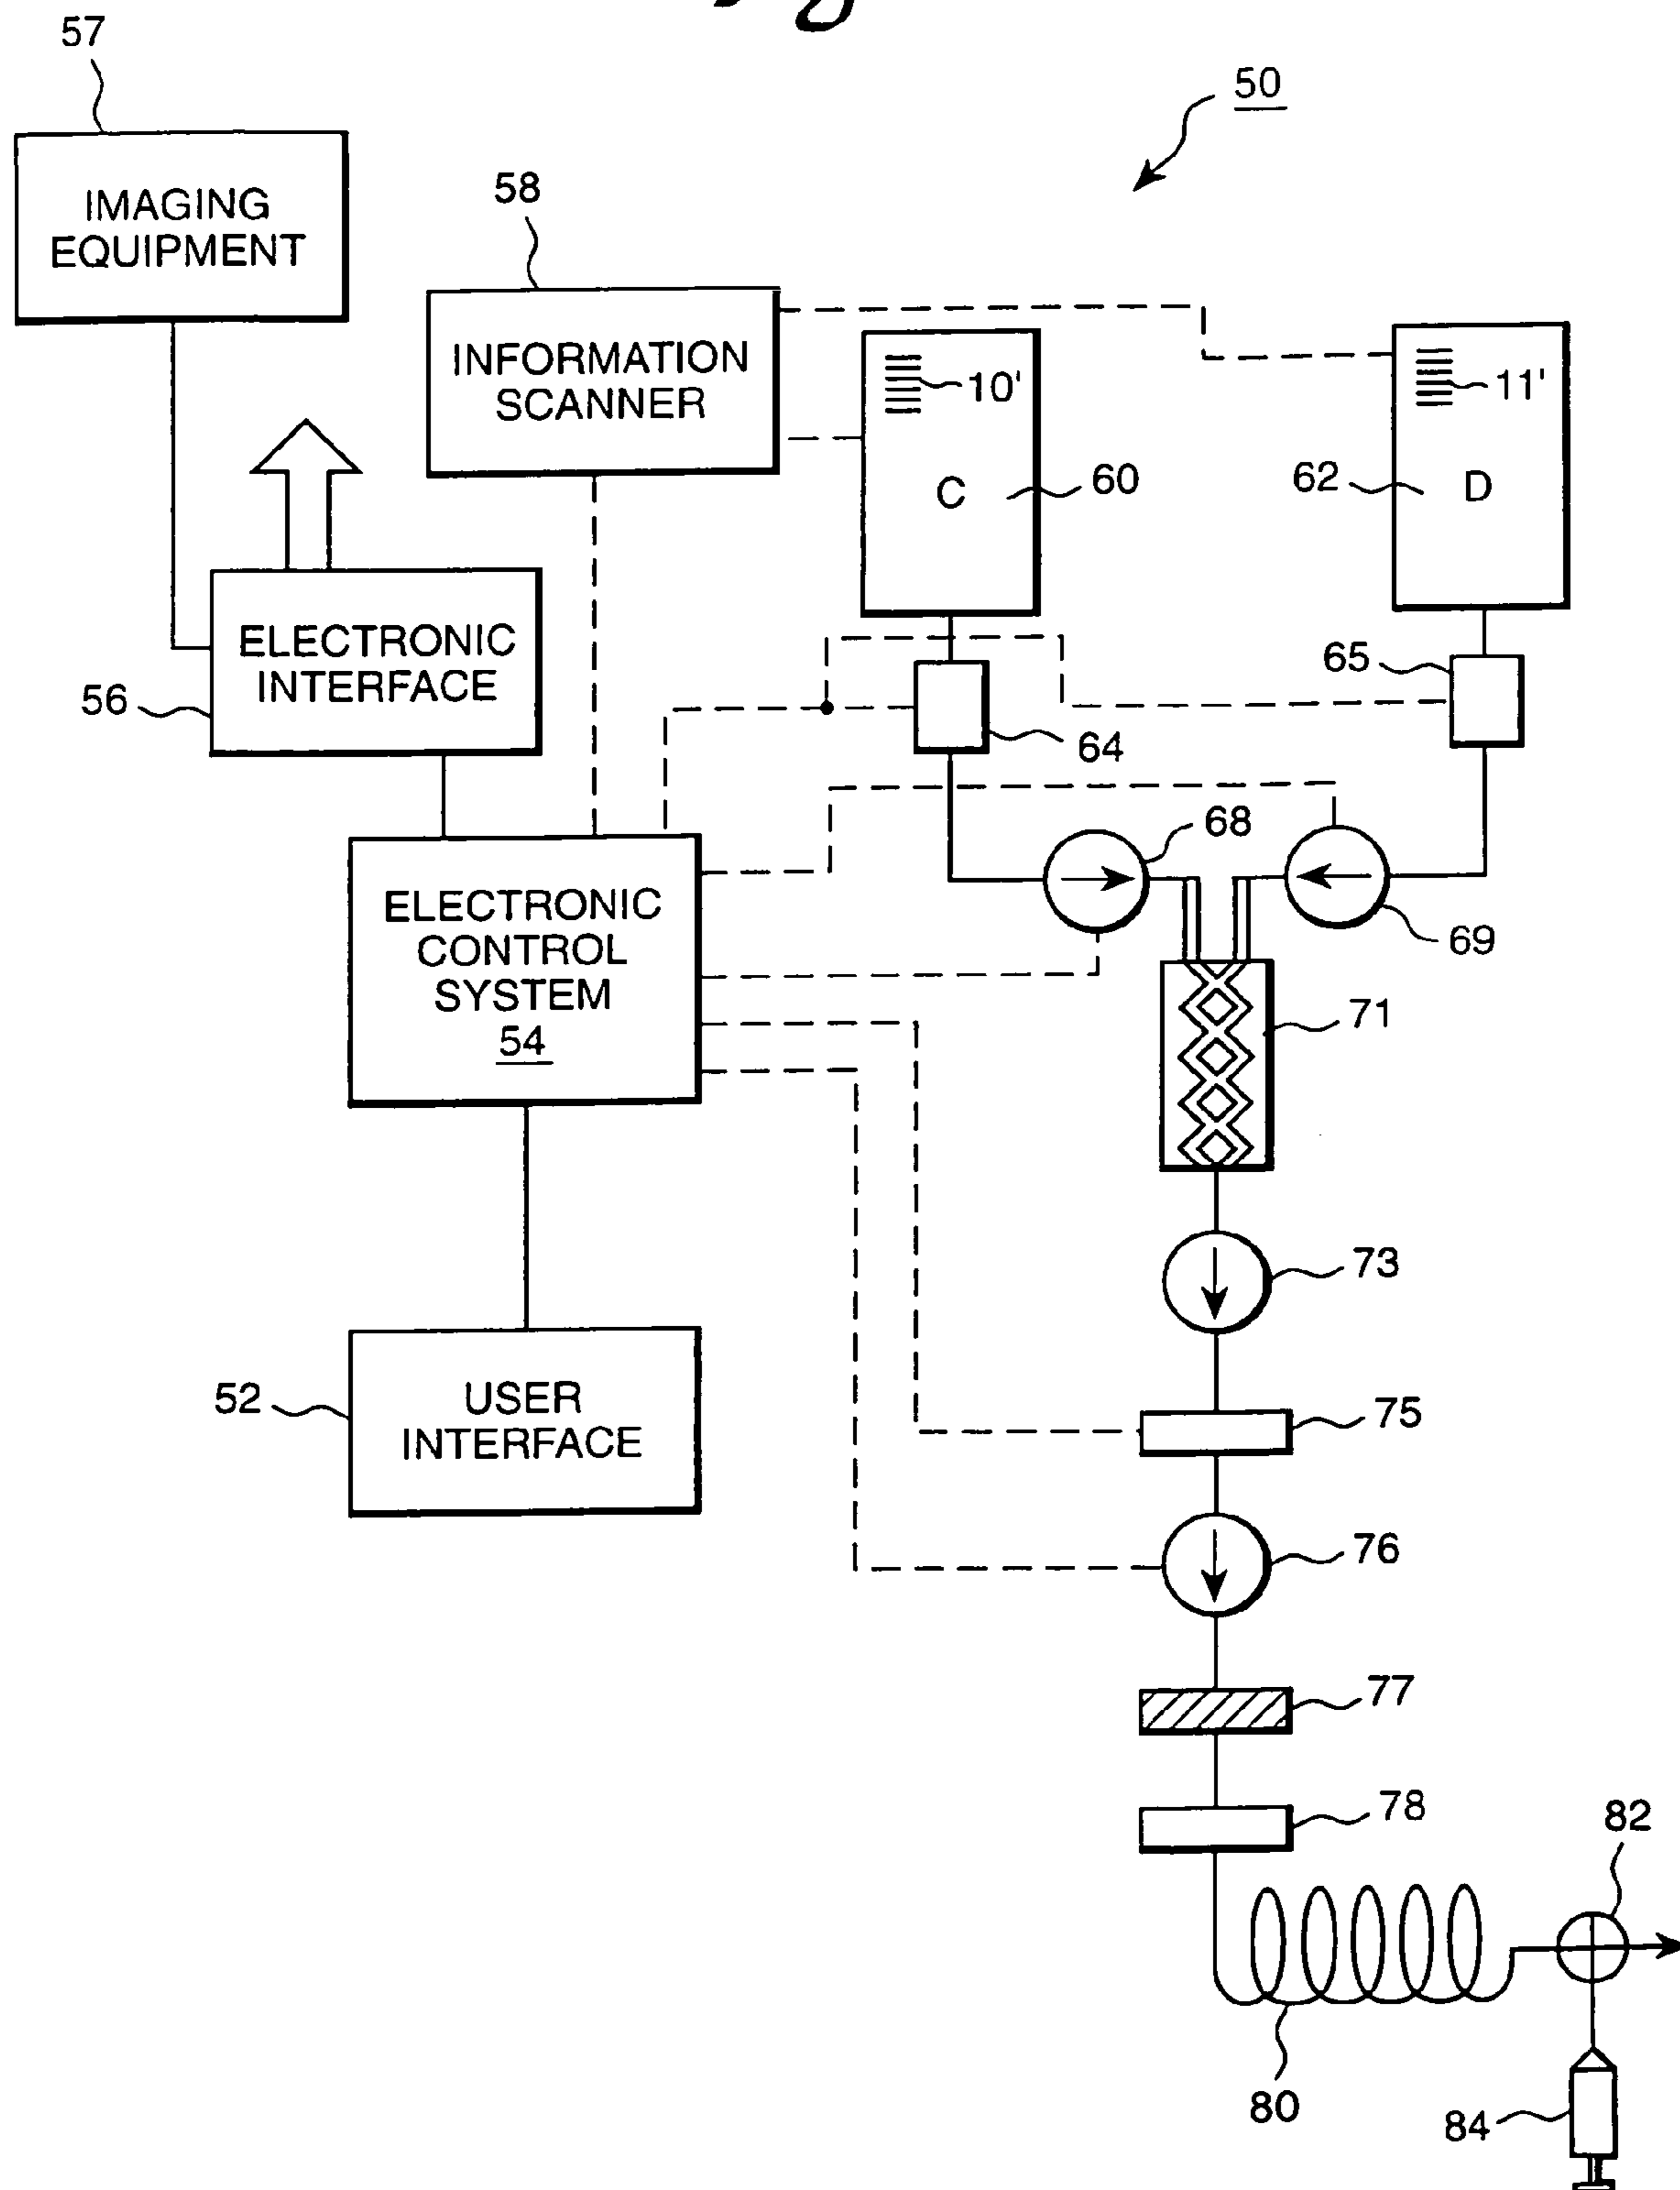 57
50
IMAGING
EQUIPMENT
58
INFORMATION
SCANNER
10'
11'
C
60
62
D
ELECTRONIC
INTERFACE
56
65
64
68
ELECTRONIC
CONTROL
SYSTEM
54
69
71
73
52
USER
INTERFACE
75
76
77
78
82
80
84